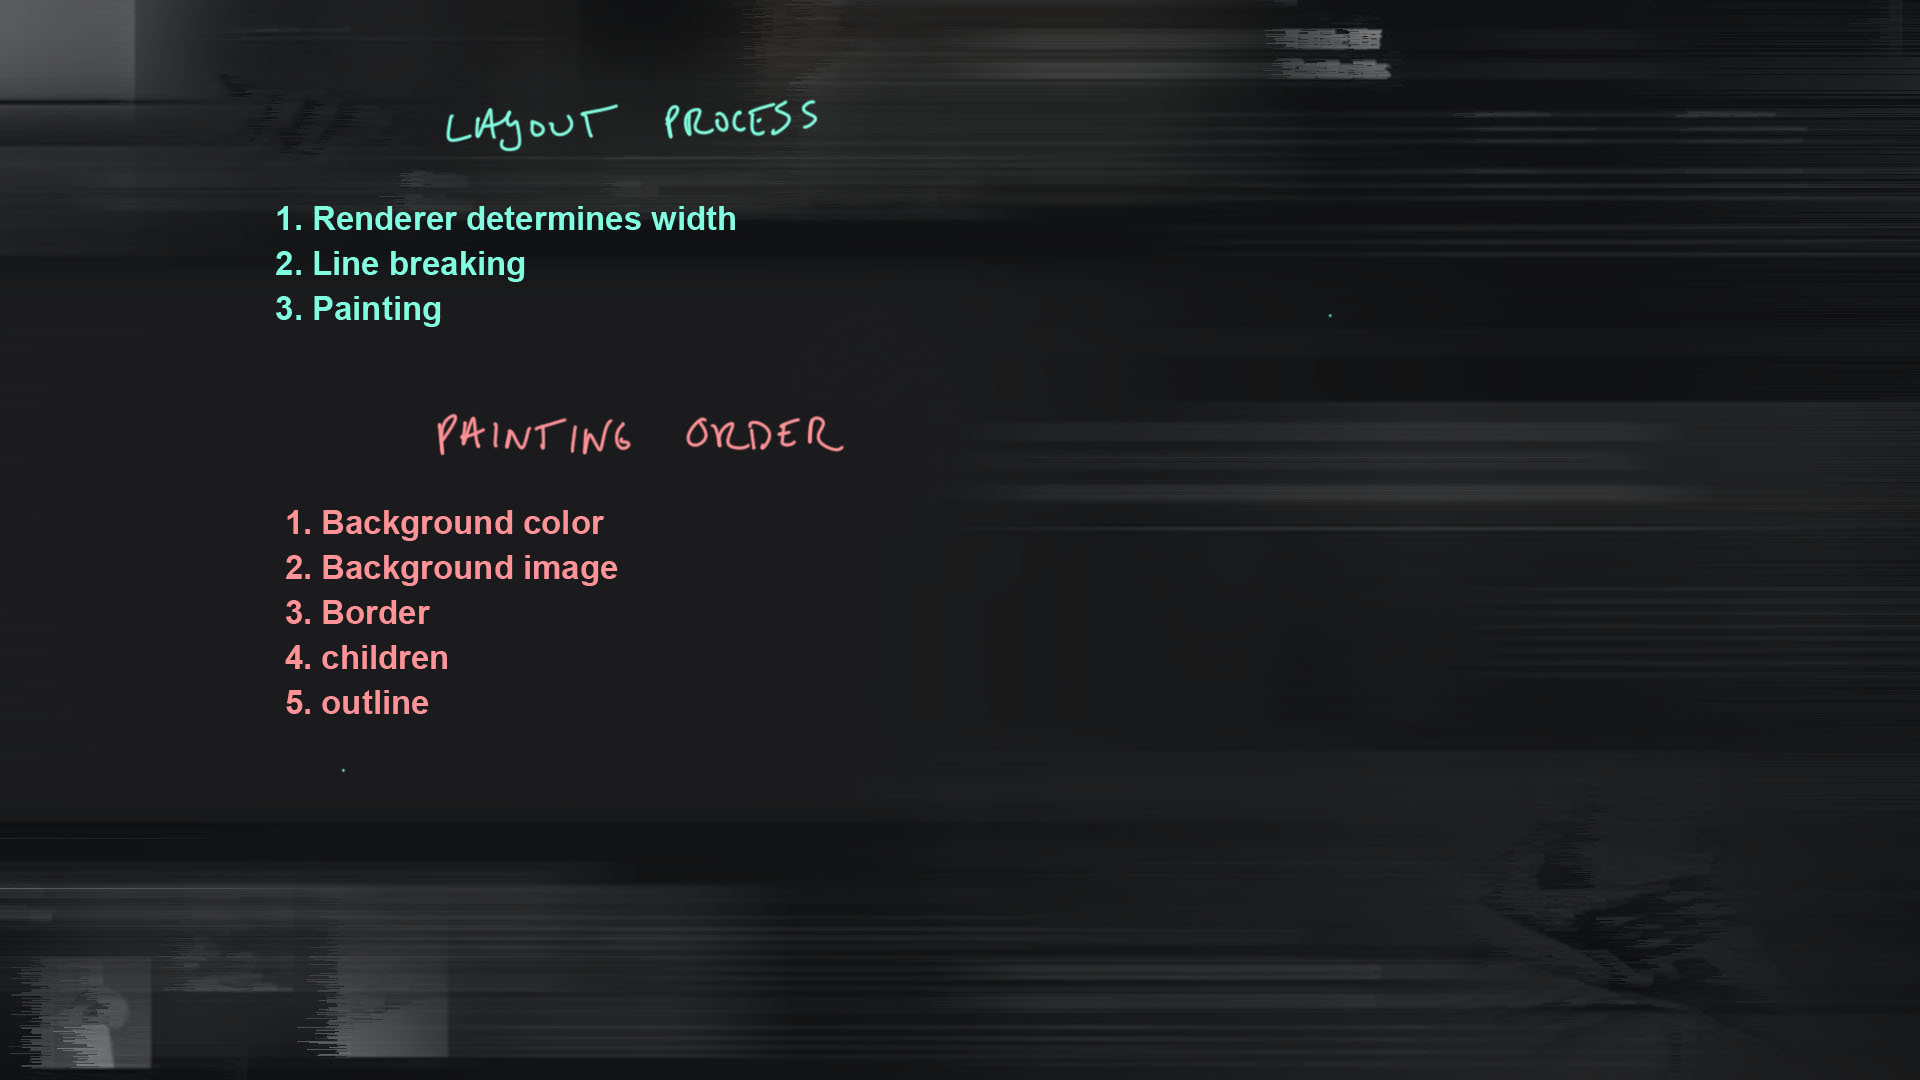 LAYOUT PROCESS
1. Renderer determines width
2. Line breaking
3. Painting
PAINTING ORDER
1. Background color
2. Background image
3. Border
4. children
5. outline